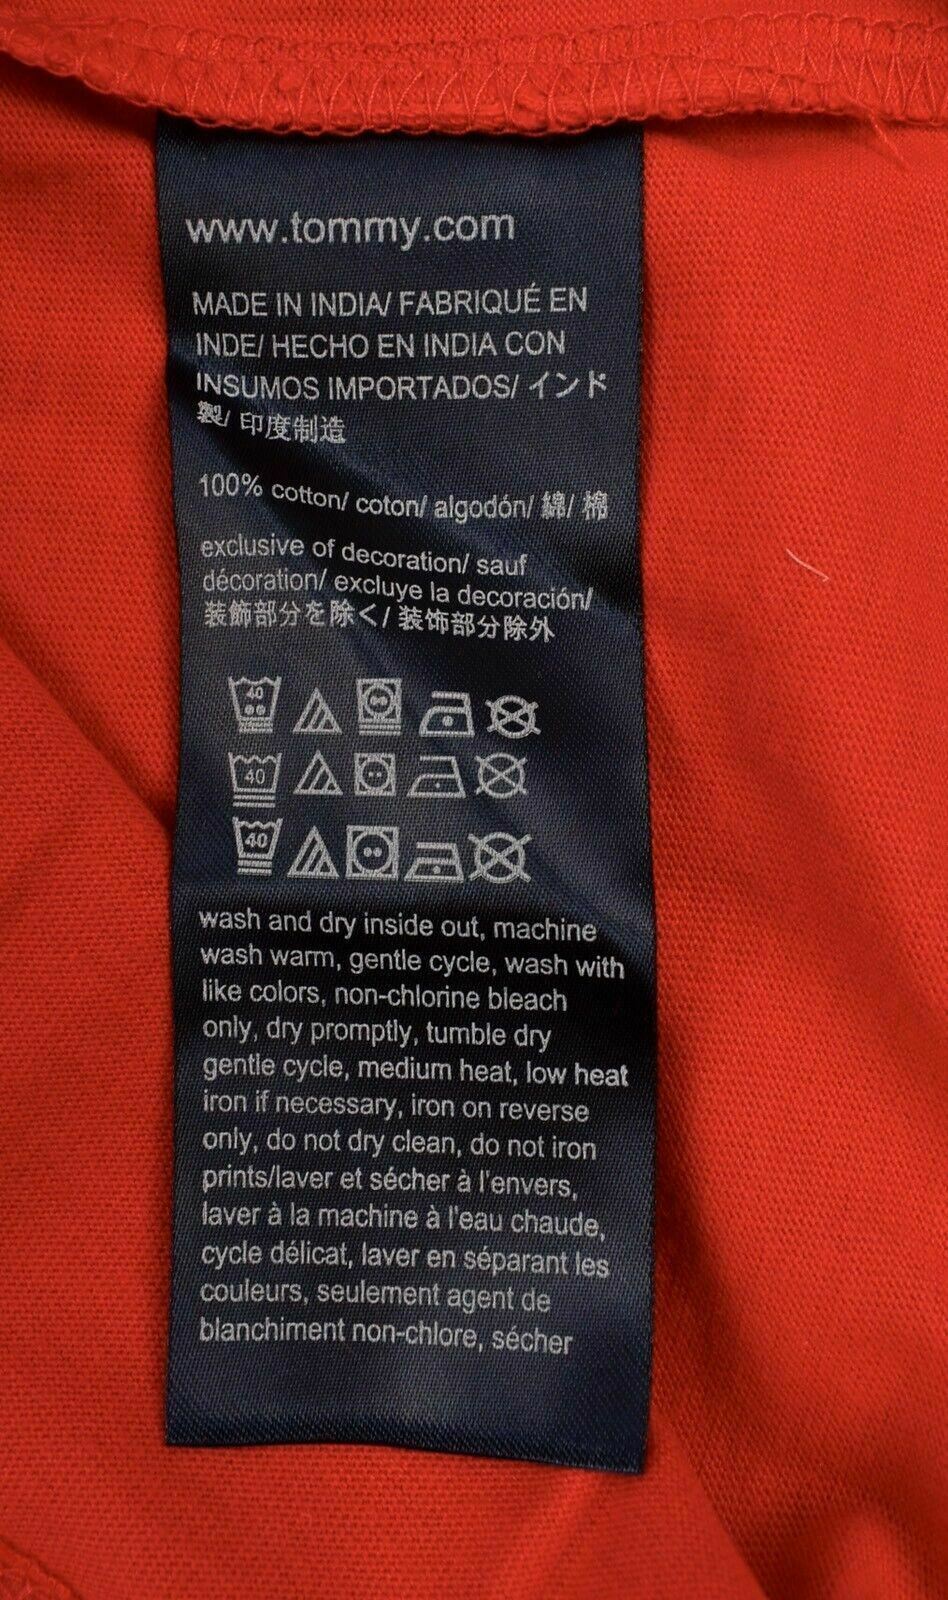 www.tommy.com
MADE IN INDIA/ FABRIQUÉ EN
INDE/ HECHO EN INDIA CON
INSUMOS IMPORTADOS/ インド
製/ 印度制造
100% cotton/ coton/ algodón/ 綿/ 棉
exclusive of decoration/ sauf
décoration/ excluye la decoración/
装飾部分を除く/ 装饰部分除外
40
40
40
wash and dry inside out, machine
wash warm, gentle cycle, wash with
like colors, non-chlorine bleach
only, dry promptly, tumble dry
gentle cycle, medium heat, low heat
iron if necessary, iron on reverse
only, do not dry clean, do not iron
prints/laver et sécher à l'envers,
laver à la machine à l'eau chaude,
cycle délicat, laver en séparant les
couleurs, seulement agent de
blanchiment non-chlore, sécher